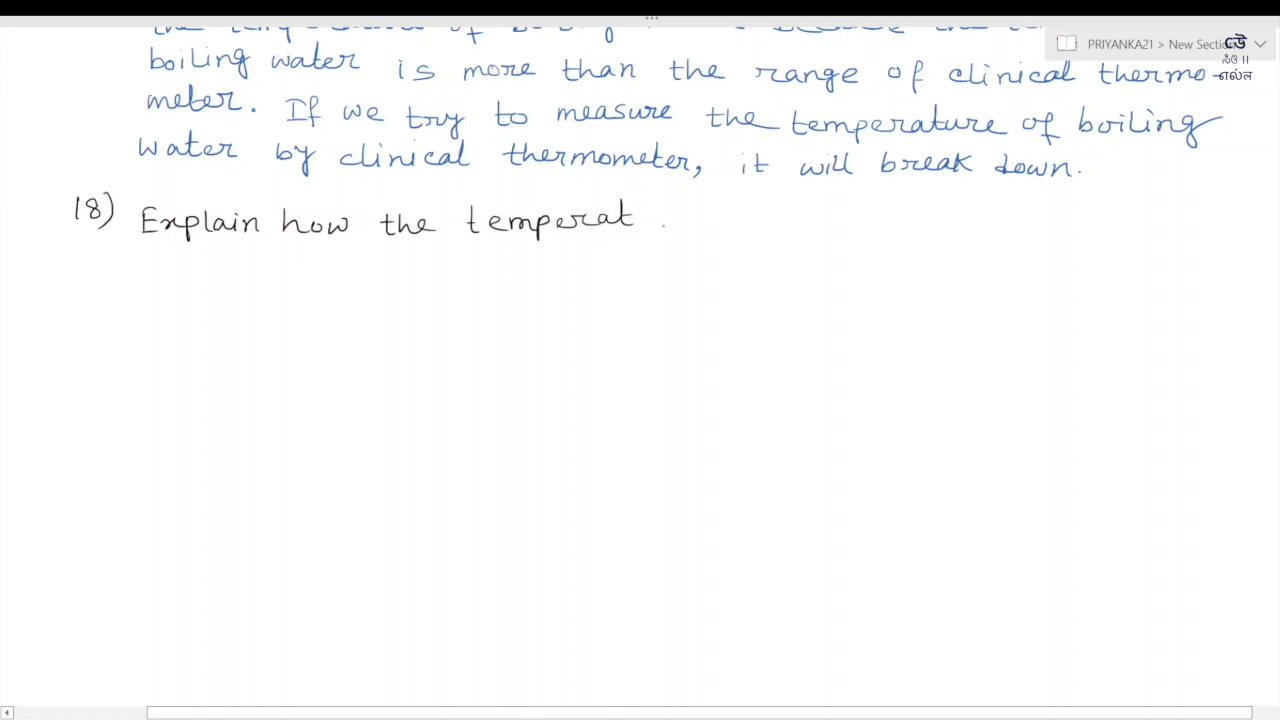 PRIYANKA21 > New Section
boiling water is more than the range of clinical thermo-
meter. If we try to measure the temperature of boiling
water by clinical thermometer, it will break down.
18) Explain how the temperat